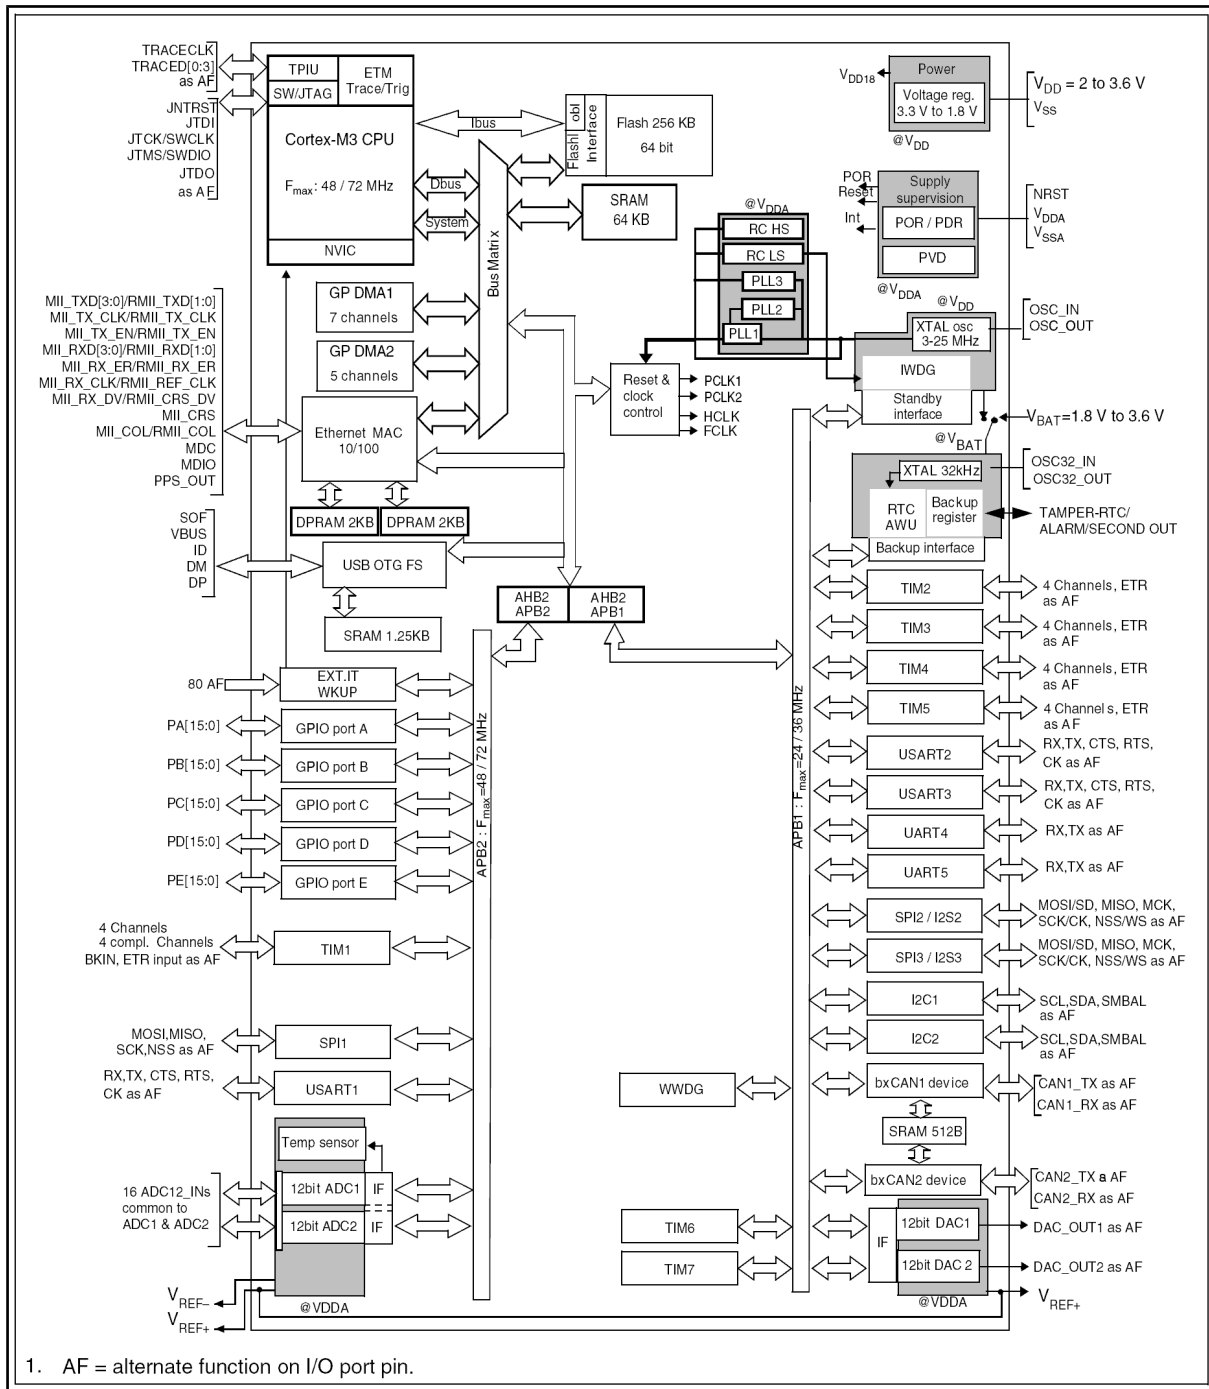 TRACECLK
TRACED[0:3]
as AF
JNTRST
JTDI
JTCK/SWCLK
JTMS/SWDIO
JTDO
as AF
TPIU
SW/JTAG
ETM
Trace/Trig
Cortex-M3 CPU
Fmax: 48 / 72 MHz
NVIC
Ibus
Dbus
System
Bus Matrix
Flash obl
Interface
Flash 256 KB
64 bit
SRAM
64 KB
VDD18
Power
Voltage reg.
3.3 V to 1.8 V
@VDD
VDD = 2 to 3.6 V
VSS
POR
Reset
Int
Supply
supervision
POR / PDR
PVD
@VDDA
NRST
VDDA
VSSA
@VDDA
RC HS
RC LS
PLL3
PLL2
PLL1
@VDD
XTAL osc
3-25 MHz
IWDG
Standby
interface
OSC_IN
OSC_OUT
VBAT=1.8 V to 3.6 V
@VBAT
GP DMA1
7 channels
GP DMA2
5 channels
Reset &
clock
control
PCLK1
PCLK2
HCLK
FCLK
MII_TXD[3:0]/RMII_TXD[1:0]
MII_TX_CLK/RMII_TX_CLK
MII_TX_EN/RMII_TX_EN
MII_RXD[3:0]/RMII_RXD[1:0]
MII_RX_ER/RMII_RX_ER
MII_RX_CLK/RMII_REF_CLK
MII_RX_DV/RMII_CRS_DV
MII_CRS
MII_COL/RMII_COL
MDC
MDIO
PPS_OUT
Ethernet MAC
10/100
DPRAM 2KB
DPRAM 2KB
SOF
VBUS
ID
DM
DP
USB OTG FS
SRAM 1.25KB
XTAL 32kHz
RTC
AWU
Backup
register
Backup interface
OSC32_IN
OSC32_OUT
TAMPER-RTC/
ALARM/SECOND OUT
AHB2
APB2
AHB2
APB1
APB2 : Fmax=48 / 72 MHz
APB1 : Fmax=24 / 36 MHz
80 AF
EXT.IT
WKUP
PA[15:0]
GPIO port A
PB[15:0]
GPIO port B
PC[15:0]
GPIO port C
PD[15:0]
GPIO port D
PE[15:0]
GPIO port E
4 Channels
4 compl. Channels
BKIN, ETR input as AF
TIM1
MOSI,MISO,
SCK,NSS as AF
SPI1
RX,TX, CTS, RTS,
CK as AF
USART1
Temp sensor
16 ADC12_INs
common to
ADC1 & ADC2
12bit ADC1
IF
12bit ADC2
IF
VREF–
VREF+
@VDDA
TIM2
4 Channels, ETR
as AF
TIM3
4 Channels, ETR
as AF
TIM4
4 Channels, ETR
as AF
TIM5
4 Channels, ETR
as AF
USART2
RX,TX, CTS, RTS,
CK as AF
USART3
RX,TX, CTS, RTS,
CK as AF
UART4
RX,TX as AF
UART5
RX,TX as AF
SPI2 / I2S2
MOSI/SD, MISO, MCK,
SCK/CK, NSS/WS as AF
SPI3 / I2S3
MOSI/SD, MISO, MCK,
SCK/CK, NSS/WS as AF
I2C1
SCL,SDA,SMBAL
as AF
I2C2
SCL,SDA,SMBAL
as AF
WWDG
bxCAN1 device
CAN1_TX as AF
CAN1_RX as AF
SRAM 512B
bxCAN2 device
CAN2_TX a AF
CAN2_RX as AF
TIM6
TIM7
IF
12bit DAC1
DAC_OUT1 as AF
12bit DAC 2
DAC_OUT2 as AF
@VDDA
VREF+
1. AF = alternate function on I/O port pin.